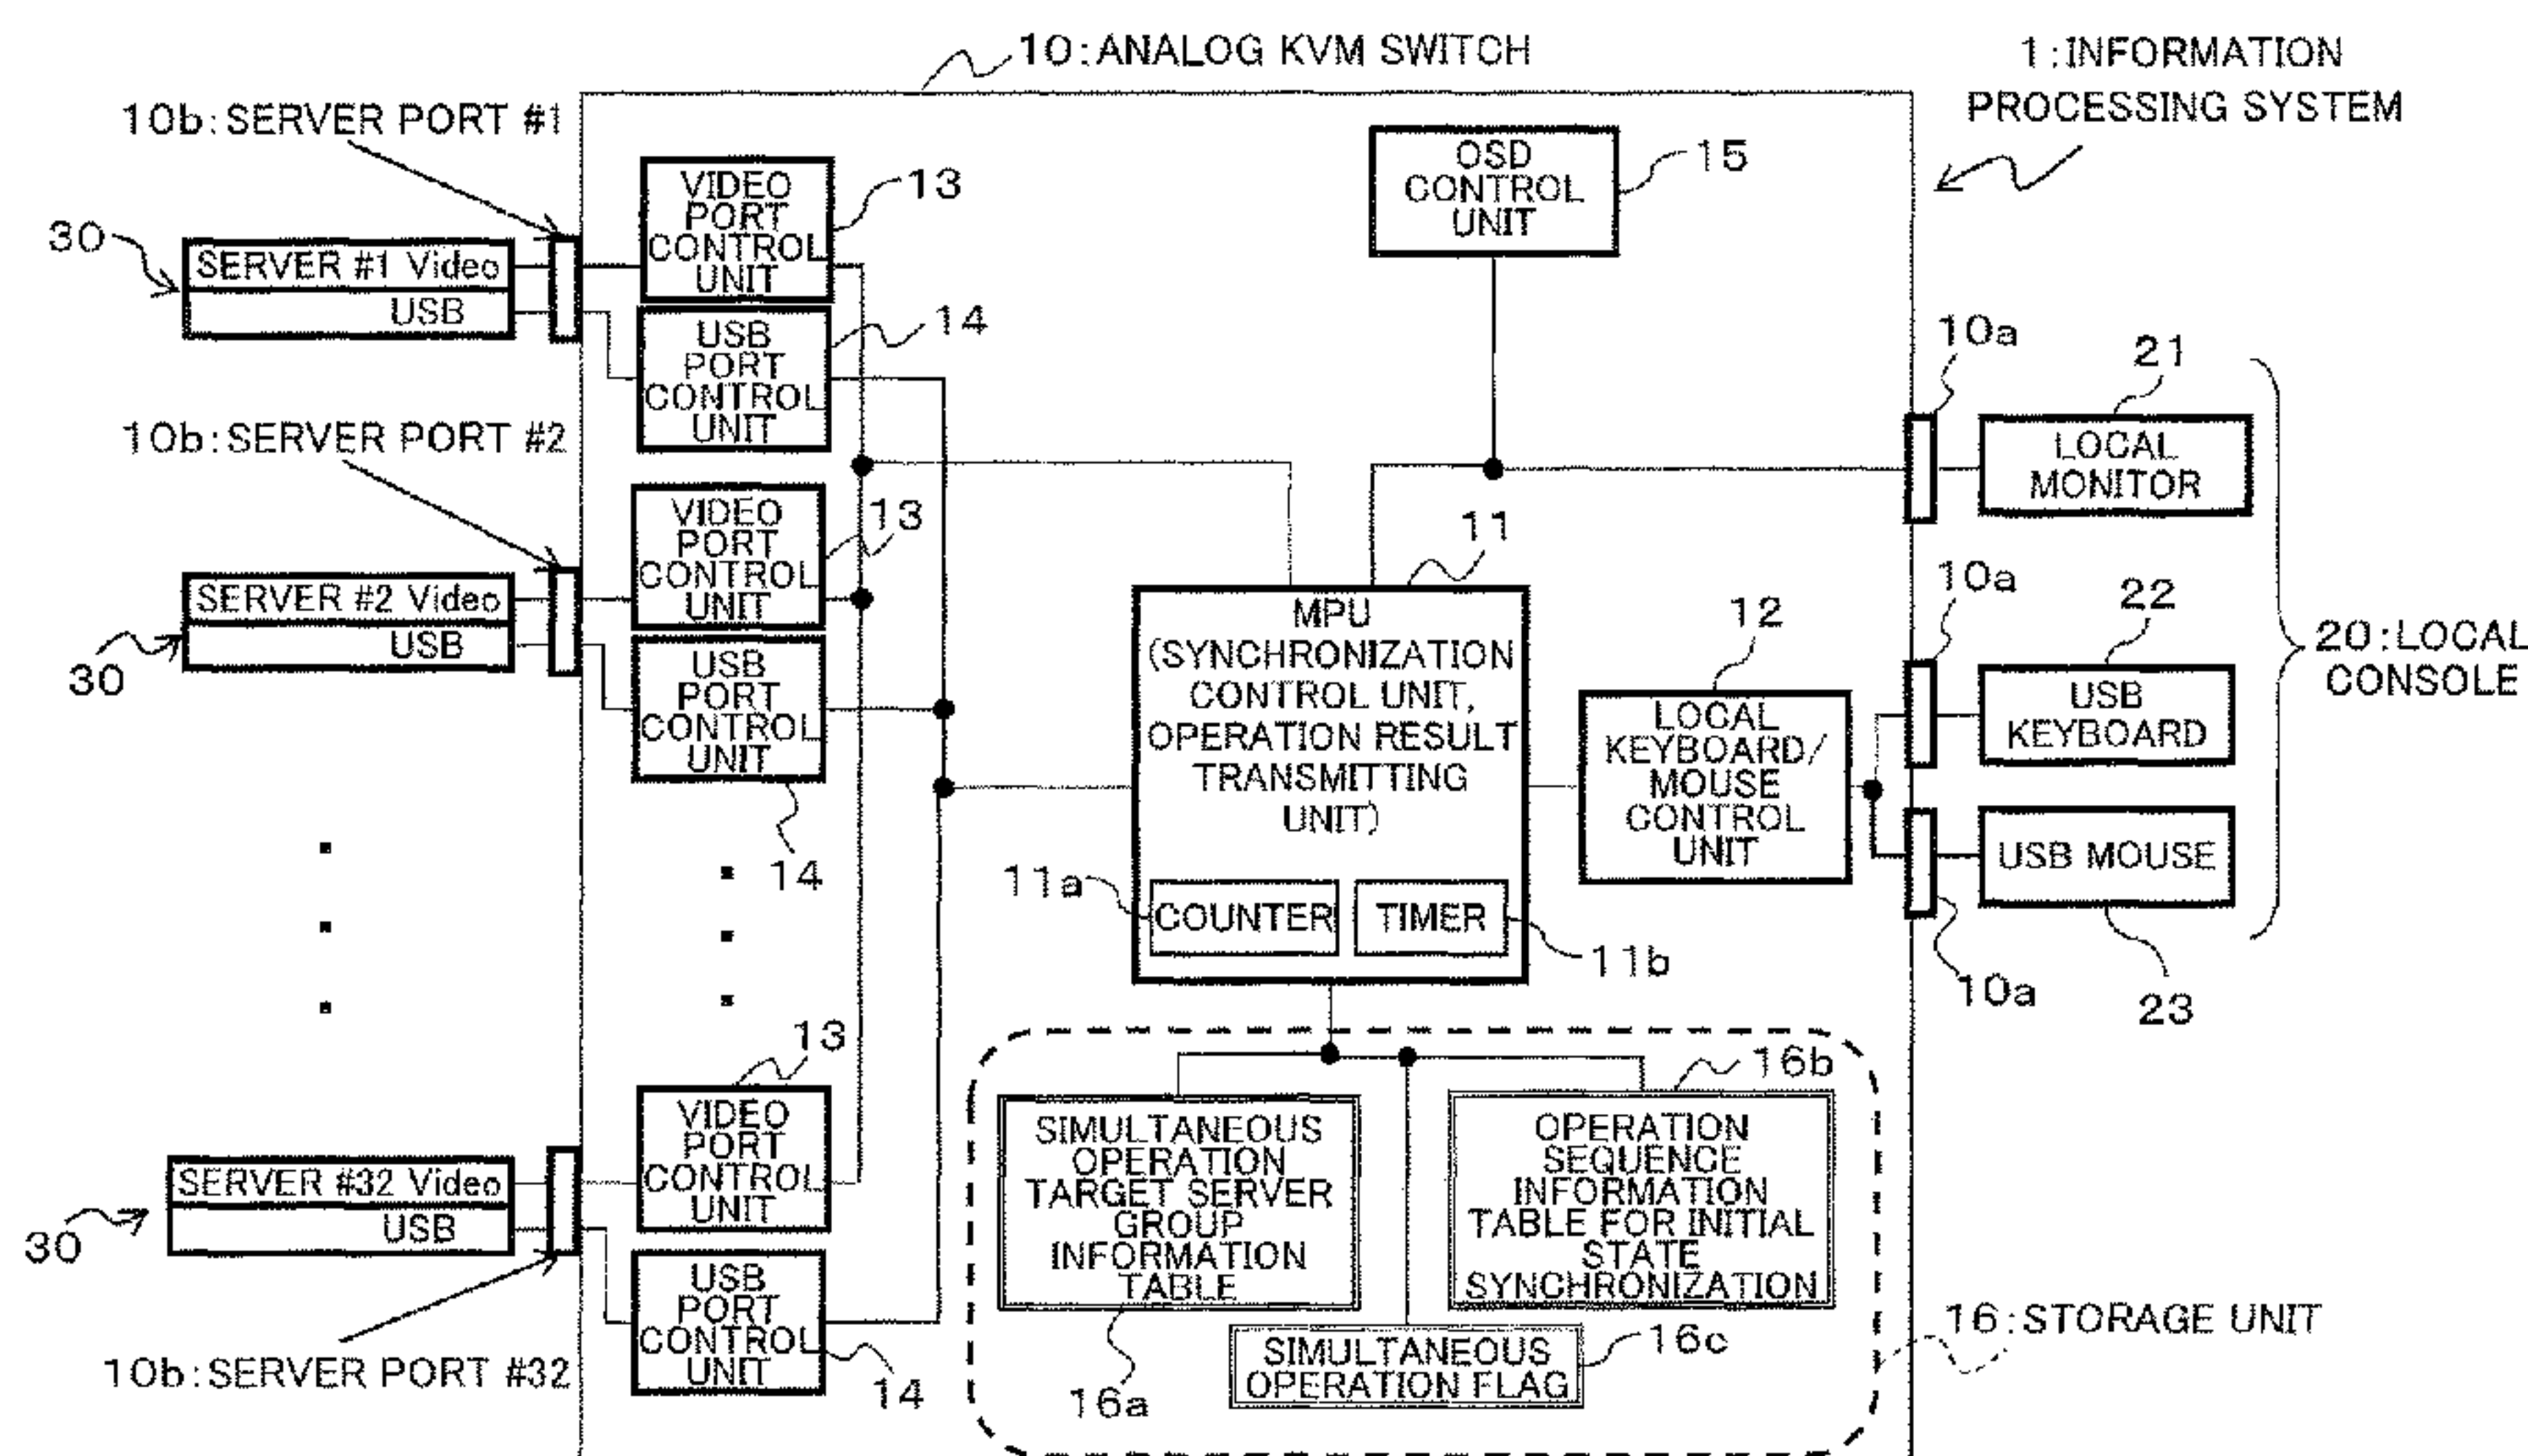 10:ANALOG KVM SWITCH
1:INFORMATION
PROCESSING SYSTEM
10b:SERVER PORT #1
VIDEO
PORT
CONTROL
UNIT
13
OSD
CONTROL
UNIT
15
30
SERVER #1 Video
USB
USB
PORT
CONTROL
UNIT
14
10a
21
LOCAL
MONITOR
10b:SERVER PORT #2
VIDEO
PORT
CONTROL
UNIT
13
11
10a
22
USB
KEYBOARD
20:LOCAL
CONSOLE
30
SERVER #2 Video
USB
USB
PORT
CONTROL
UNIT
14
MPU
(SYNCHRONIZATION
CONTROL UNIT,
OPERATION RESULT
TRANSMITTING
UNIT)
11a
COUNTER
TIMER
11b
12
LOCAL
KEYBOARD/
MOUSE
CONTROL
UNIT
USB MOUSE
10a
23
13
VIDEO
PORT
CONTROL
UNIT
30
SERVER #32 Video
USB
USB
PORT
CONTROL
UNIT
14
10b:SERVER PORT #32
SIMULTANEOUS
OPERATION
TARGET SERVER
GROUP
INFORMATION
TABLE
16a
16b
OPERATION
SEQUENCE
INFORMATION
TABLE FOR INITIAL
STATE
SYNCHRONIZATION
SIMULTANEOUS
OPERATION FLAG
16c
16:STORAGE UNIT